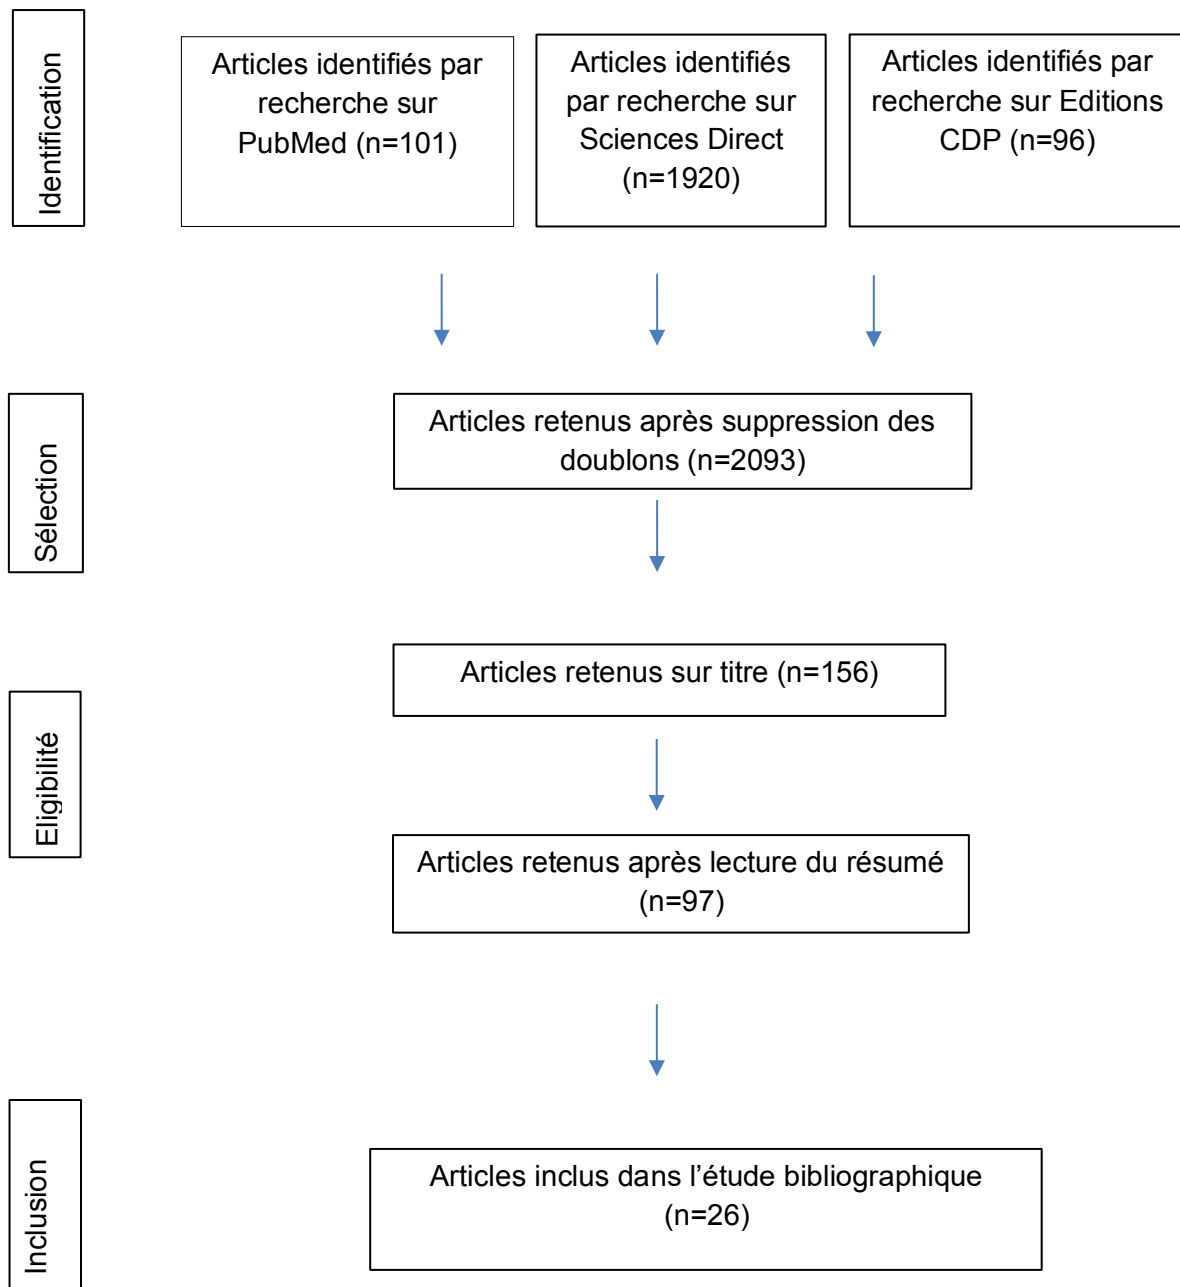 Identification
Articles identifiés par
recherche sur
PubMed (n=101)
Articles identifiés
par recherche sur
Sciences Direct
(n=1920)
Articles identifiés par
recherche sur Editions
CDP (n=96)
Sélection
Articles retenus après suppression des
doublons (n=2093)
Eligibilité
Articles retenus sur titre (n=156)
Articles retenus après lecture du résumé
(n=97)
Inclusion
Articles inclus dans l’étude bibliographique
(n=26)